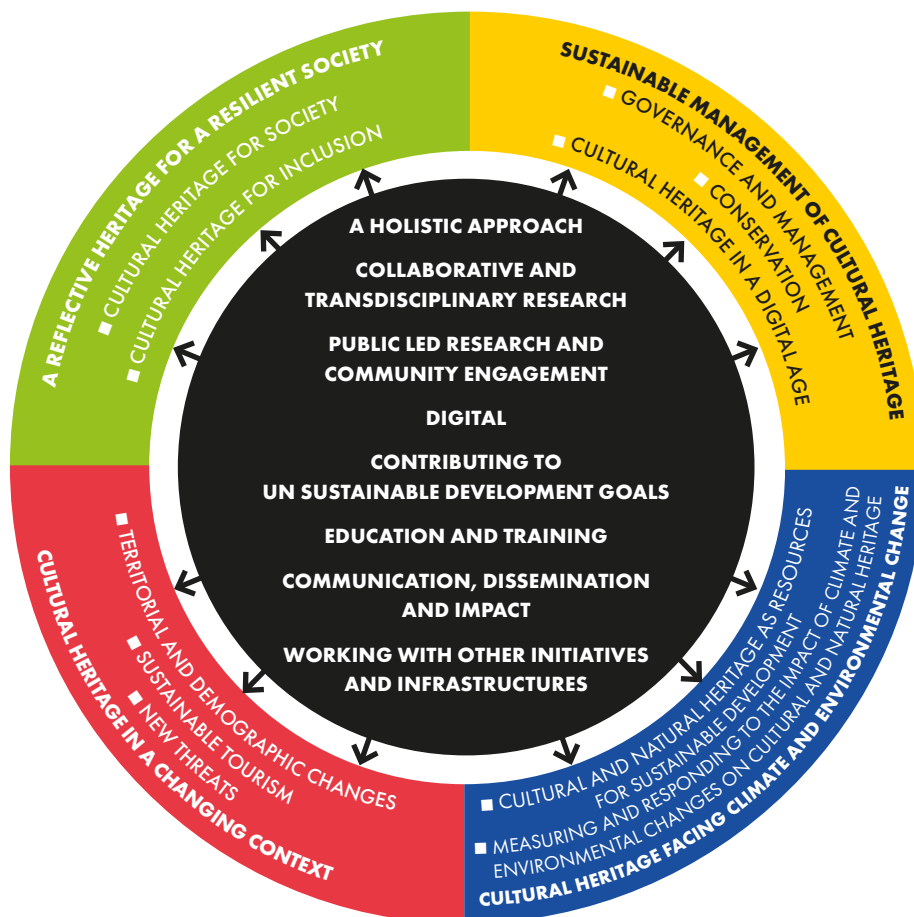 A REFLECTIVE HERITAGE FOR A RESILIENT SOCIETY
■ CULTURAL HERITAGE FOR SOCIETY
■ CULTURAL HERITAGE FOR INCLUSION
SUSTAINABLE MANAGEMENT OF CULTURAL HERITAGE
■ GOVERNANCE AND MANAGEMENT
■ CONSERVATION
■ CULTURAL HERITAGE IN A DIGITAL AGE
A HOLISTIC APPROACH
COLLABORATIVE AND
TRANSDISCIPLINARY RESEARCH
PUBLIC LED RESEARCH AND
COMMUNITY ENGAGEMENT
DIGITAL
CONTRIBUTING TO
UN SUSTAINABLE DEVELOPMENT GOALS
EDUCATION AND TRAINING
COMMUNICATION, DISSEMINATION
AND IMPACT
WORKING WITH OTHER INITIATIVES
AND INFRASTRUCTURES
■ TERRITORIAL AND DEMOGRAPHIC CHANGES
■ SUSTAINABLE TOURISM
■ NEW THREATS
CULTURAL HERITAGE IN A CHANGING CONTEXT
■ CULTURAL AND NATURAL HERITAGE AS RESOURCES
FOR SUSTAINABLE DEVELOPMENT
■ MEASURING AND RESPONDING TO THE IMPACT OF CLIMATE AND
ENVIRONMENTAL CHANGES ON CULTURAL AND NATURAL HERITAGE
CULTURAL HERITAGE FACING CLIMATE AND ENVIRONMENTAL CHANGE